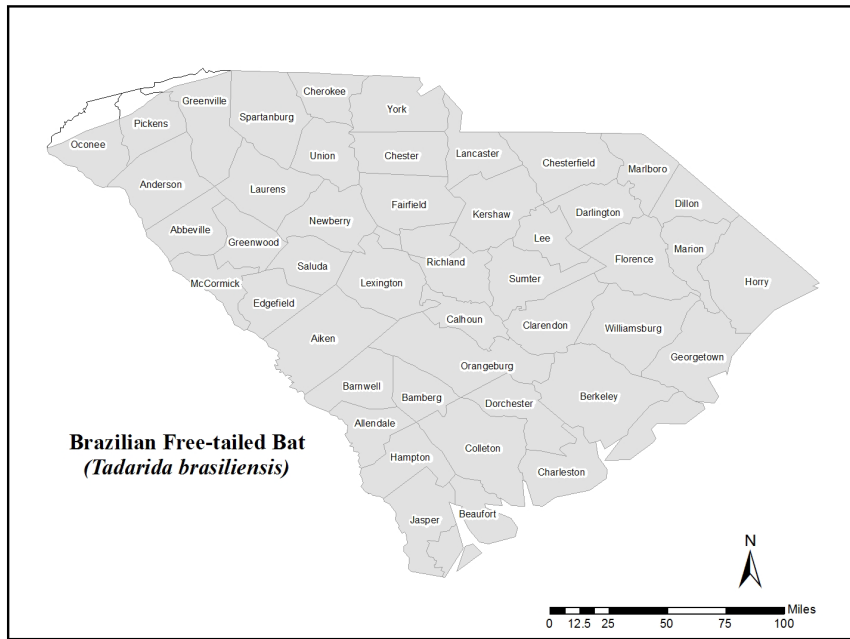 Cherokee
Greenville
York
Spartanburg
Pickens
Oconee
Union
Chester
Lancaster
Chesterfield
Marlboro
Anderson
Laurens
Dillon
Fairfield
Kershaw
Darlington
Newberry
Abbeville
Greenwood
Lee
Marion
Richland
Florence
Saluda
McCormick
Lexington
Sumter
Horry
Edgefield
Calhoun
Clarendon
Williamsburg
Aiken
Georgetown
Orangeburg
Barnwell
Bamberg
Dorchester
Berkeley
Allendale
Brazilian Free-tailed Bat
(Tadarida brasiliensis)
Colleton
Hampton
Charleston
Beaufort
Jasper
N
Miles
0 12.5 25 50 75 100